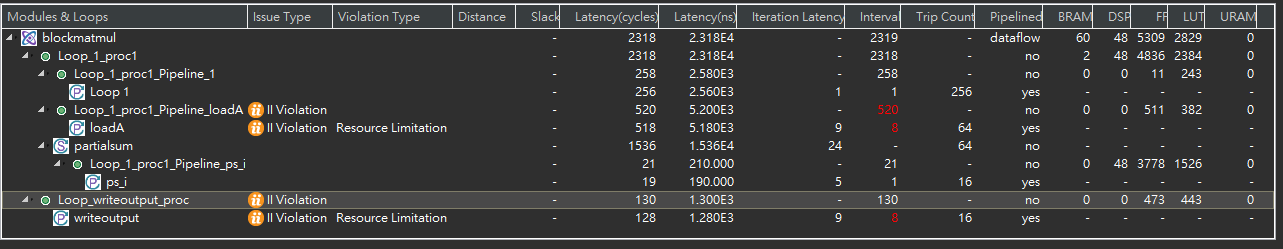 Modules & Loops Issue Type Violation Type Distance Slack Latency(cycles) Latency(ns) Iteration Latency Interval Trip Count Pipelined BRAM DSP FF LUT URAM
blockmatmul - 2318 2.318E4 - 2319 - dataflow 60 48 5309 2829 0
Loop_1_proc1 - 2318 2.318E4 - 2318 - no 2 48 4836 2384 0
Loop_1_proc1_Pipeline_1 - 258 2.580E3 - 258 - no 0 0 11 243 0
Loop 1 - 256 2.560E3 1 1 256 yes - - - - -
Loop_1_proc1_Pipeline_loadA II Violation - 520 5.200E3 - 520 - no 0 0 511 382 0
loadA II Violation Resource Limitation - 518 5.180E3 9 8 64 yes - - - - -
partialsum - 1536 1.536E4 24 - 64 no - - - - -
Loop_1_proc1_Pipeline_ps_i - 21 210.000 - 21 - no 0 48 3778 1526 0
ps_i - 19 190.000 5 1 16 yes - - - - -
Loop_writeoutput_proc II Violation - 130 1.300E3 - 130 - no 0 0 473 443 0
writeoutput II Violation Resource Limitation - 128 1.280E3 9 8 16 yes - - - - -